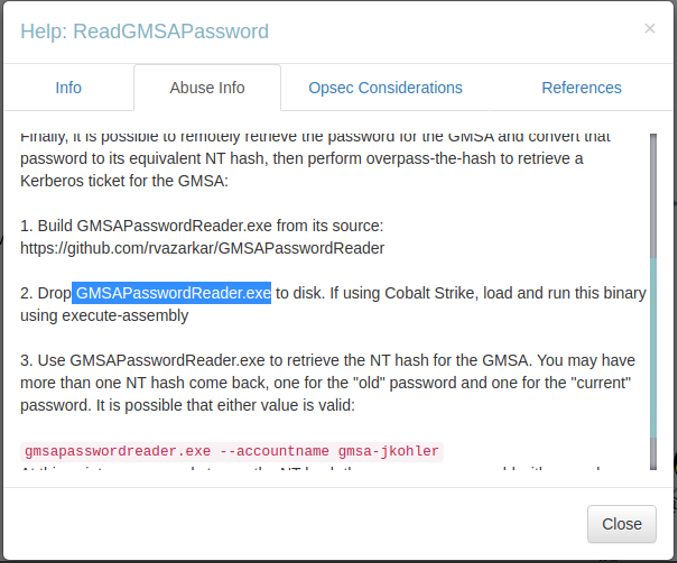 Help: ReadGMSAPassword
×
Info
Abuse Info
Opsec Considerations
References
Finally, it is possible to remotely retrieve the password for the GMSA and convert that
password to its equivalent NT hash, then perform overpass-the-hash to retrieve a
Kerberos ticket for the GMSA:
1. Build GMSAPasswordReader.exe from its source:
https://github.com/rvazarkar/GMSAPasswordReader
2. Drop GMSAPasswordReader.exe to disk. If using Cobalt Strike, load and run this binary
using execute-assembly
3. Use GMSAPasswordReader.exe to retrieve the NT hash for the GMSA. You may have
more than one NT hash come back, one for the "old" password and one for the "current"
password. It is possible that either value is valid:
gmsapasswordreader.exe --accountname gmsa-jkohler
Close